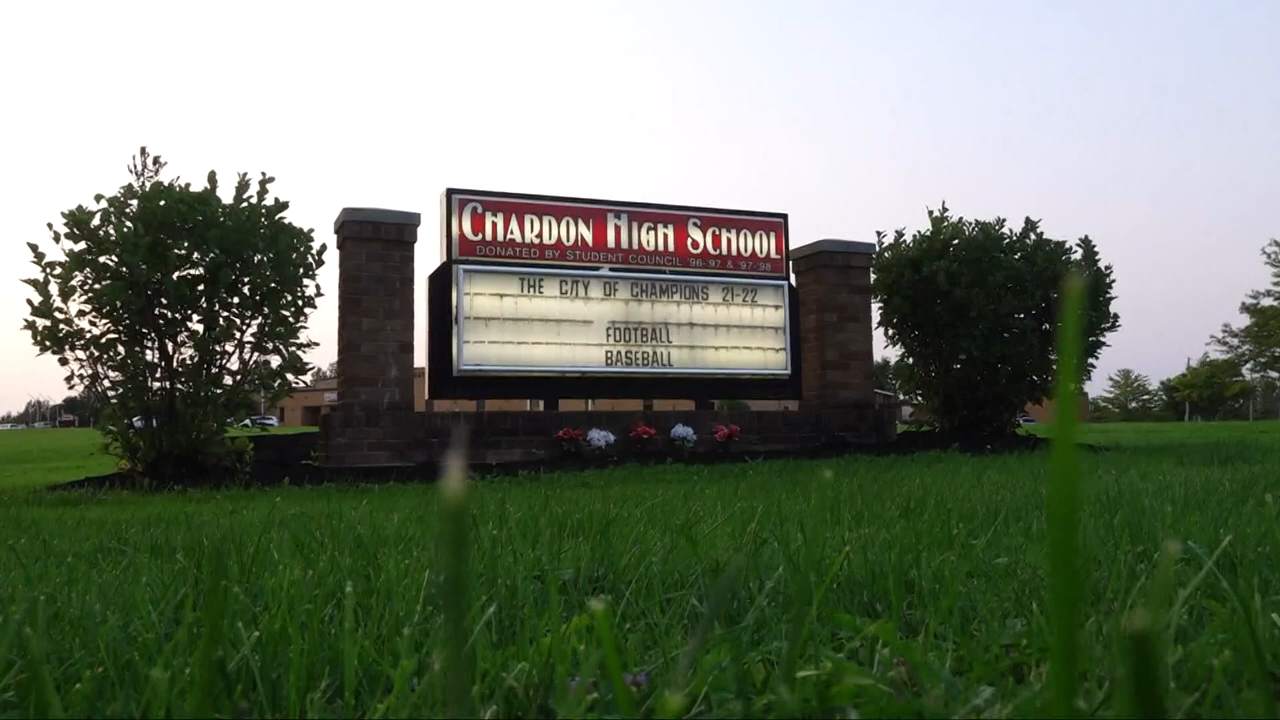 CHARDON HIGH SCHOOL
DONATED BY STUDENT COUNCIL '96-'97 & '97-'98
THE CITY OF CHAMPIONS 21-22
FOOTBALL
BASEBALL